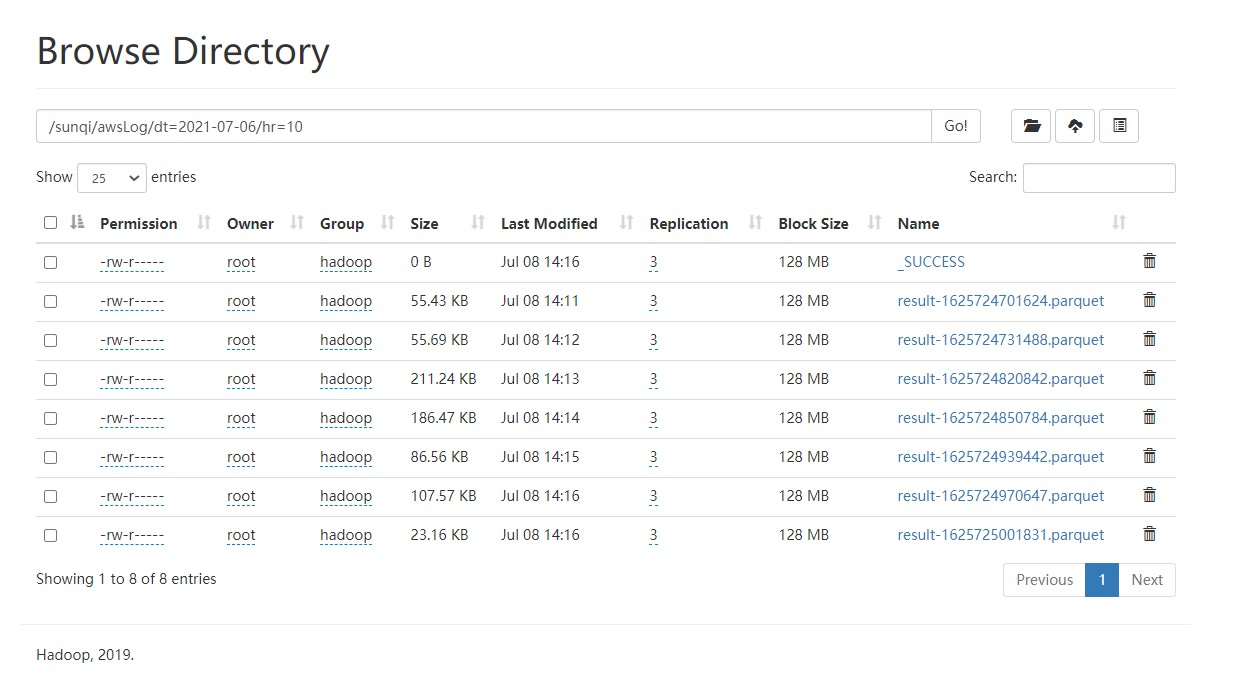 Browse Directory
/sunqi/awsLog/dt=2021-07-06/hr=10 Go!
Show 25 entries Search:
Permission Owner Group Size Last Modified Replication Block Size Name
-rw-r----- root hadoop 0 B Jul 08 14:16 3 128 MB _SUCCESS
-rw-r----- root hadoop 55.43 KB Jul 08 14:11 3 128 MB result-1625724701624.parquet
-rw-r----- root hadoop 55.69 KB Jul 08 14:12 3 128 MB result-1625724731488.parquet
-rw-r----- root hadoop 211.24 KB Jul 08 14:13 3 128 MB result-1625724820842.parquet
-rw-r----- root hadoop 186.47 KB Jul 08 14:14 3 128 MB result-1625724850784.parquet
-rw-r----- root hadoop 86.56 KB Jul 08 14:15 3 128 MB result-1625724939442.parquet
-rw-r----- root hadoop 107.57 KB Jul 08 14:16 3 128 MB result-1625724970647.parquet
-rw-r----- root hadoop 23.16 KB Jul 08 14:16 3 128 MB result-1625725001831.parquet
Showing 1 to 8 of 8 entries Previous 1 Next
Hadoop, 2019.